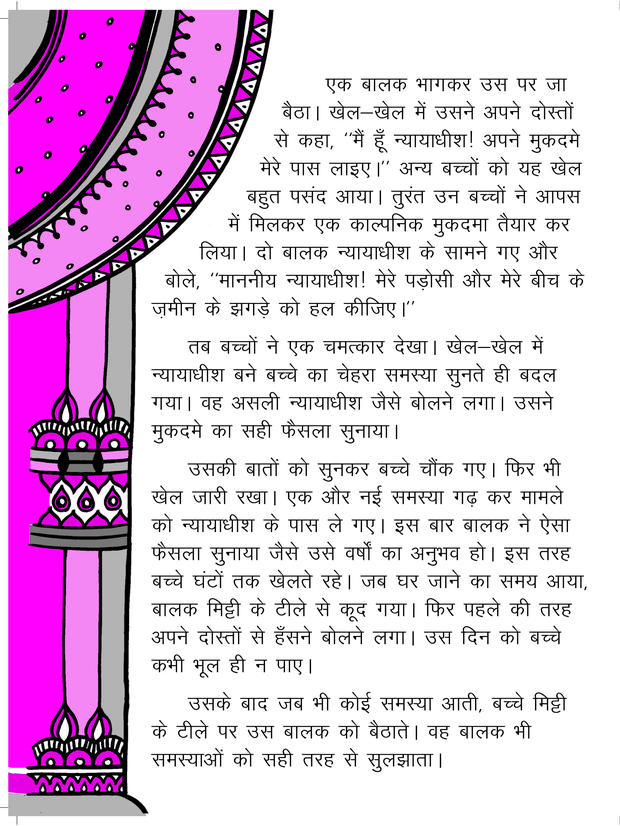 एक बालक भागकर उस पर जा
बैठा। खेल–खेल में उसने अपने दोस्तों
से कहा, ‘‘मैं हूँ न्यायाधीश! अपने मुकदमे
मेरे पास लाइए।’’ अन्य बच्चों को यह खेल
बहुत पसंद आया। तुरंत उन बच्चों ने आपस
में मिलकर एक काल्पनिक मुकदमा तैयार कर
लिया। दो बालक न्यायाधीश के सामने गए और
बोले, ‘‘माननीय न्यायाधीश! मेरे पड़ोसी और मेरे बीच के
ज़मीन के झगड़े को हल कीजिए।’’
तब बच्चों ने एक चमत्कार देखा। खेल–खेल में
न्यायाधीश बने बच्चे का चेहरा समस्या सुनते ही बदल
गया। वह असली न्यायाधीश जैसे बोलने लगा। उसने
मुकदमे का सही फैसला सुनाया।
उसकी बातों को सुनकर बच्चे चौंक गए। फिर भी
खेल जारी रखा। एक और नई समस्या गढ़ कर मामले
को न्यायाधीश के पास ले गए। इस बार बालक ने ऐसा
फैसला सुनाया जैसे उसे वर्षों का अनुभव हो। इस तरह
बच्चे घंटों तक खेलते रहे। जब घर जाने का समय आया,
बालक मिट्टी के टीले से कूद गया। फिर पहले की तरह
अपने दोस्तों से हँसने बोलने लगा। उस दिन को बच्चे
कभी भूल ही न पाए।
उसके बाद जब भी कोई समस्या आती, बच्चे मिट्टी
के टीले पर उस बालक को बैठाते। वह बालक भी
समस्याओं को सही तरह से सुलझाता।